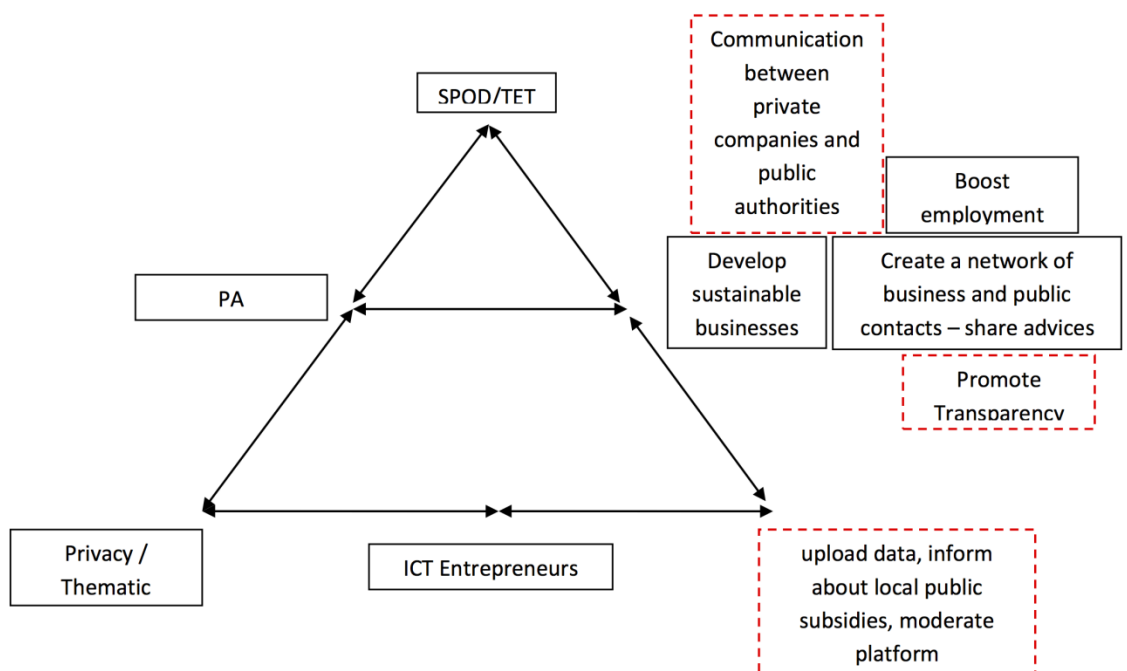 SPOD/TET
Communication
between
private
companies and
public
authorities
Boost
employment
PA
Develop
sustainable
businesses
Create a network of
business and public
contacts – share advices
Promote
Transparency
Privacy /
Thematic
ICT Entrepreneurs
upload data, inform
about local public
subsidies, moderate
platform